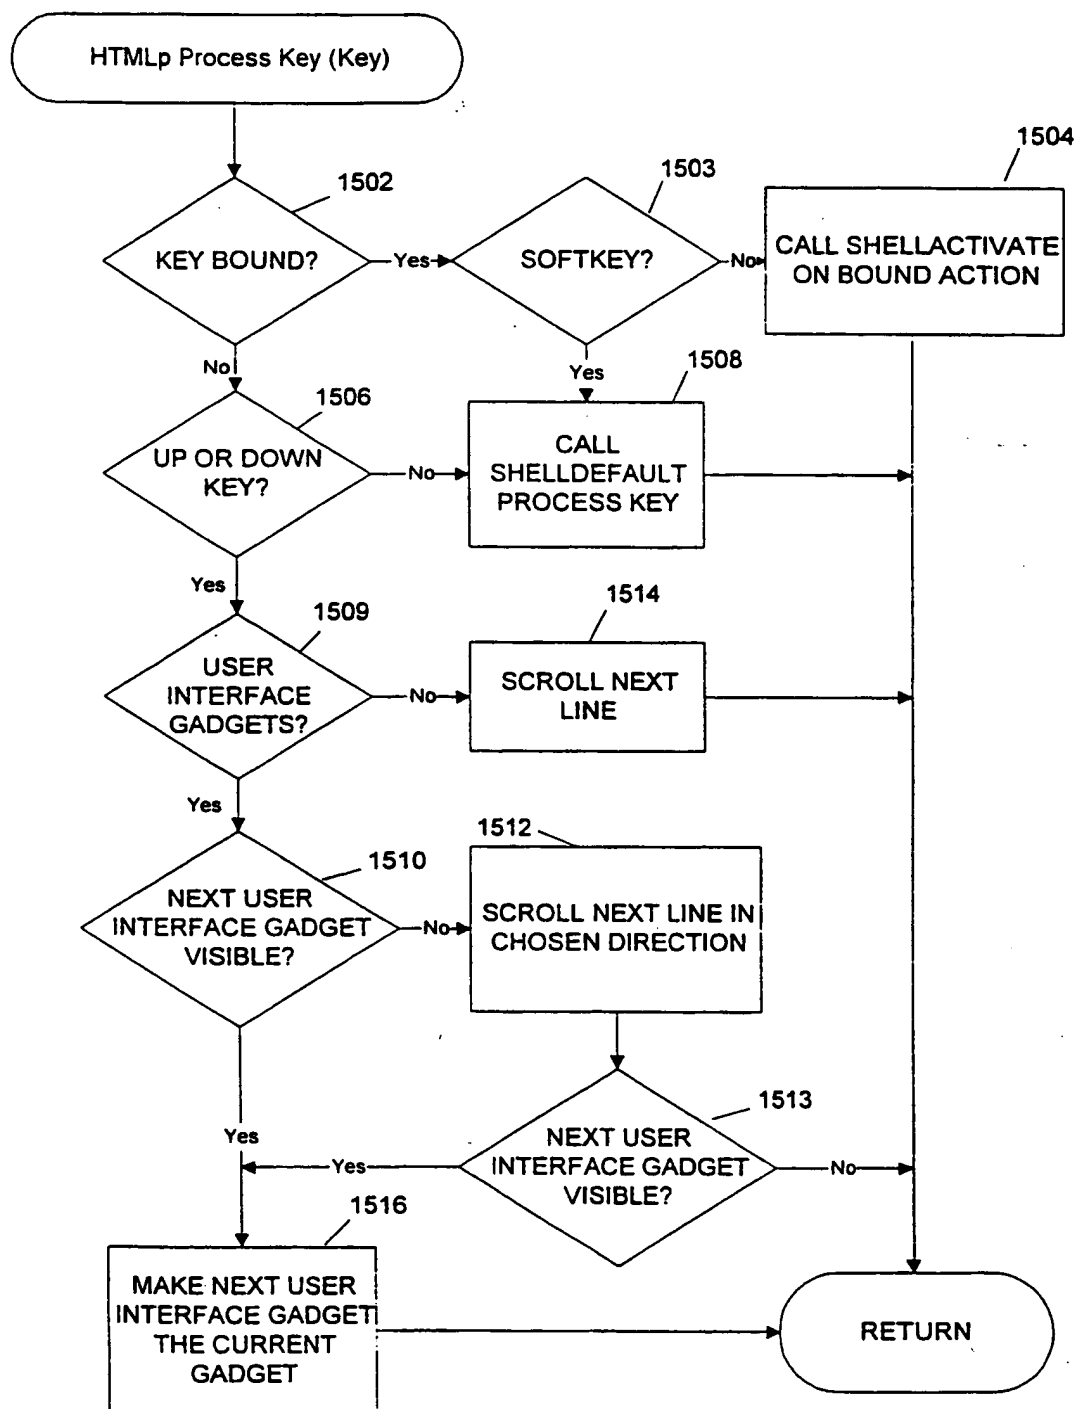 HTMLp Process Key (Key)
1502
KEY BOUND?
Yes
1503
SOFTKEY?
No
1504
CALL SHELLACTIVATE
ON BOUND ACTION
No
Yes
1506
UP OR DOWN
KEY?
No
1508
CALL
SHELLDEFAULT
PROCESS KEY
Yes
1509
USER
INTERFACE
GADGETS?
No
1514
SCROLL NEXT
LINE
Yes
1510
NEXT USER
INTERFACE GADGET
VISIBLE?
No
1512
SCROLL NEXT LINE IN
CHOSEN DIRECTION
Yes
1513
NEXT USER
INTERFACE GADGET
VISIBLE?
Yes
No
1516
MAKE NEXT USER
INTERFACE GADGET
THE CURRENT
GADGET
RETURN